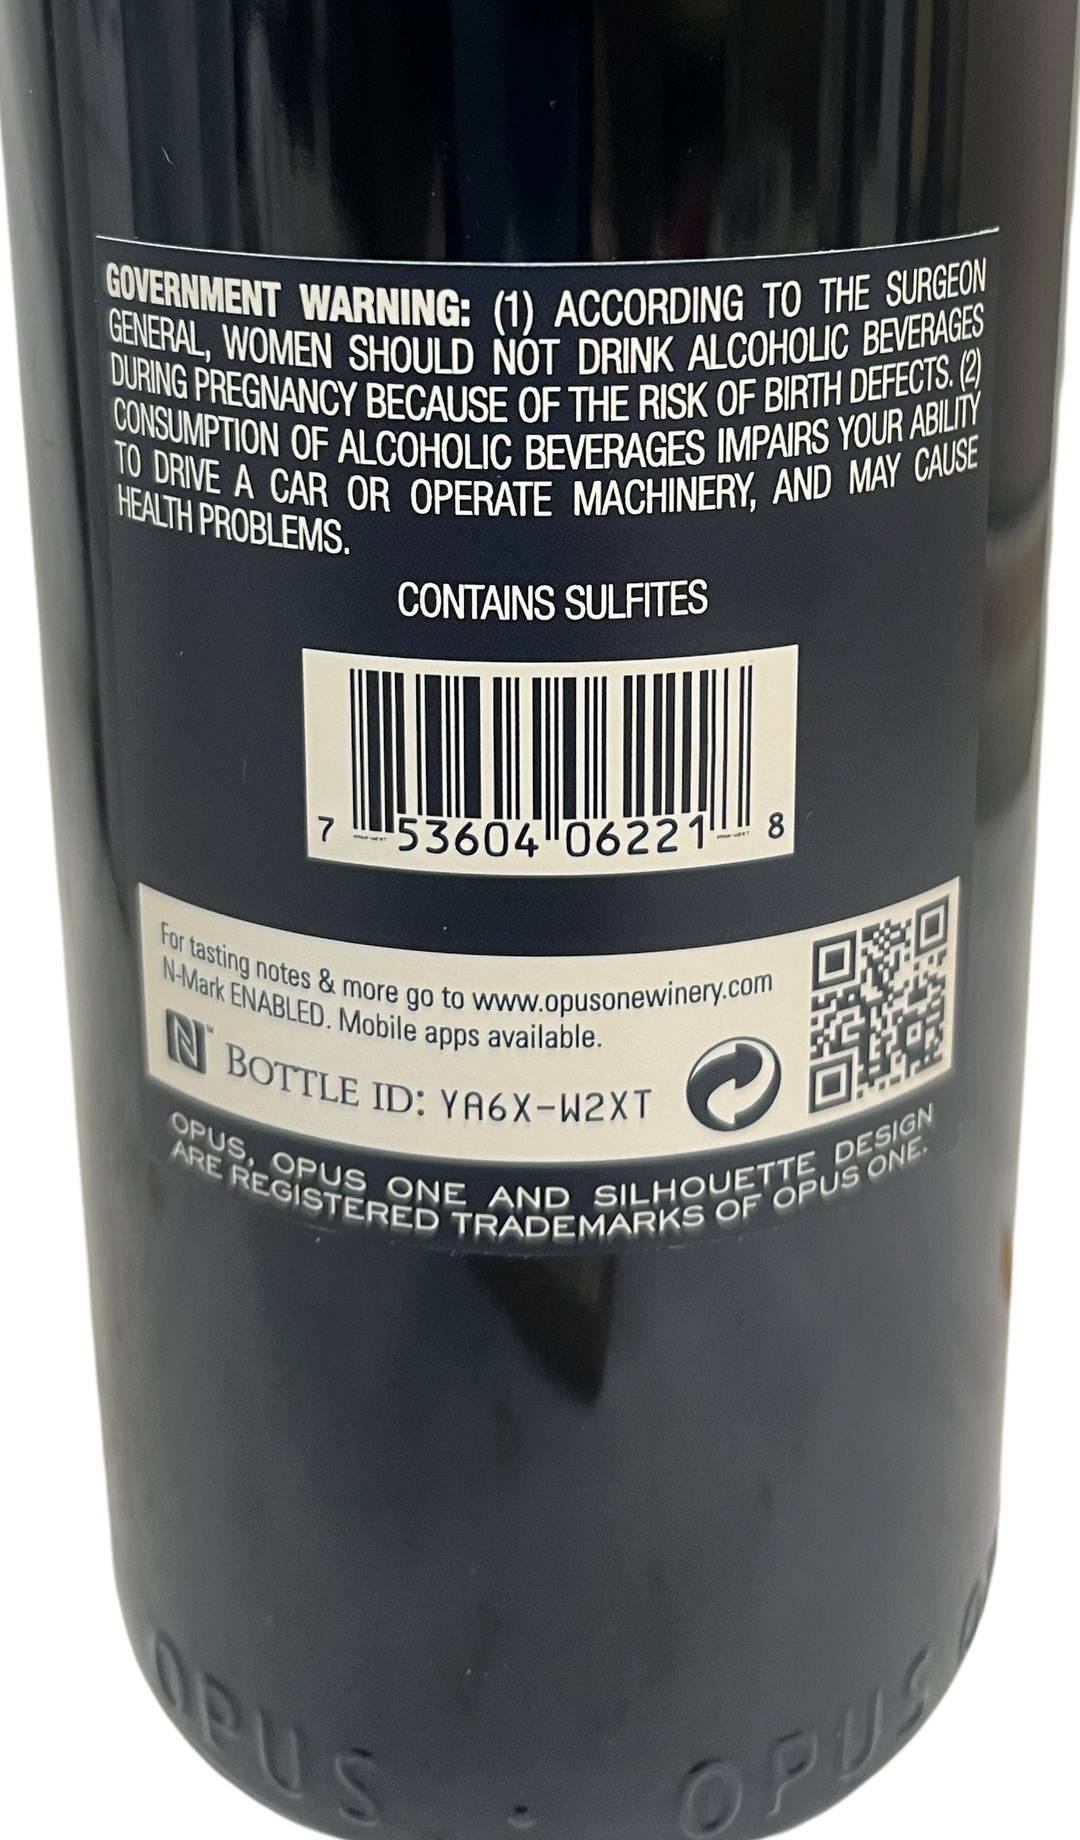 GOVERNMENT WARNING: (1) ACCORDING TO THE SURGEON
GENERAL, WOMEN SHOULD NOT DRINK ALCOHOLIC BEVERAGES
DURING PREGNANCY BECAUSE OF THE RISK OF BIRTH DEFECTS. (2)
CONSUMPTION OF ALCOHOLIC BEVERAGES IMPAIRS YOUR ABILITY
TO DRIVE A CAR OR OPERATE MACHINERY, AND MAY CAUSE
HEALTH PROBLEMS.
CONTAINS SULFITES
7 53604 06221 8
For tasting notes & more go to www.opusonewinery.com
N-Mark ENABLED. Mobile apps available.
N™ BOTTLE ID: YA6X-W2XT
OPUS, OPUS ONE AND SILHOUETTE DESIGN
ARE REGISTERED TRADEMARKS OF OPUS ONE.
OPUS · OPUS